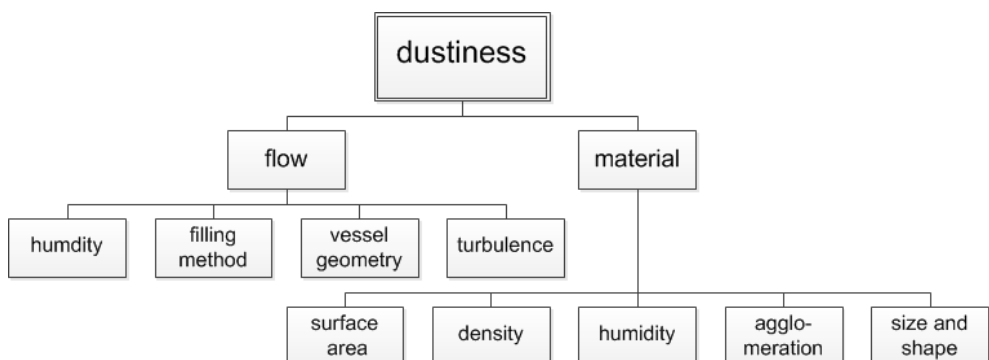 dustiness
flow
material
humdity
filling
method
vessel
geometry
turbulence
surface
area
density
humidity
agglo-
meration
size and
shape